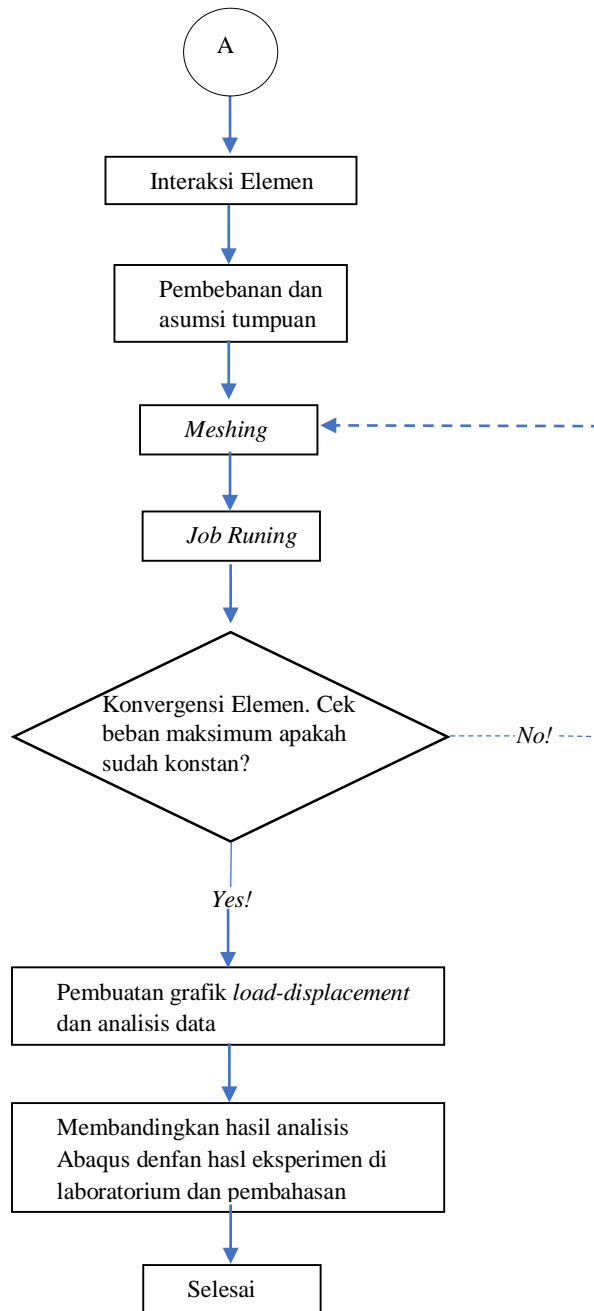 A
Interaksi Elemen
Pembebanan dan
asumsi tumpuan
Meshing
Job Runing
Konvergensi Elemen. Cek
beban maksimum apakah
sudah konstan?
No!
Yes!
Pembuatan grafik load-displacement
dan analisis data
Membandingkan hasil analisis
Abaqus denfan hasl eksperimen di
laboratorium dan pembahasan
Selesai